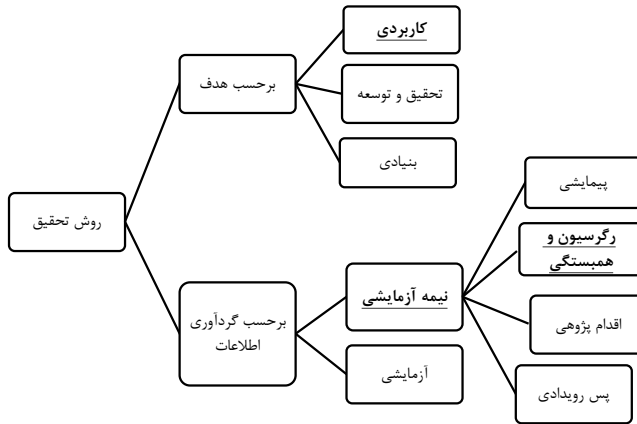 روش تحقیق
برحسب هدف
کاربردی
تحقیق و توسعه
بنیادی
برحسب گردآوری
اطلاعات
نیمه آزمایشی
آزمایشی
پیمایشی
رگرسیون و
همبستگی
اقدام پژوهی
پس رویدادی